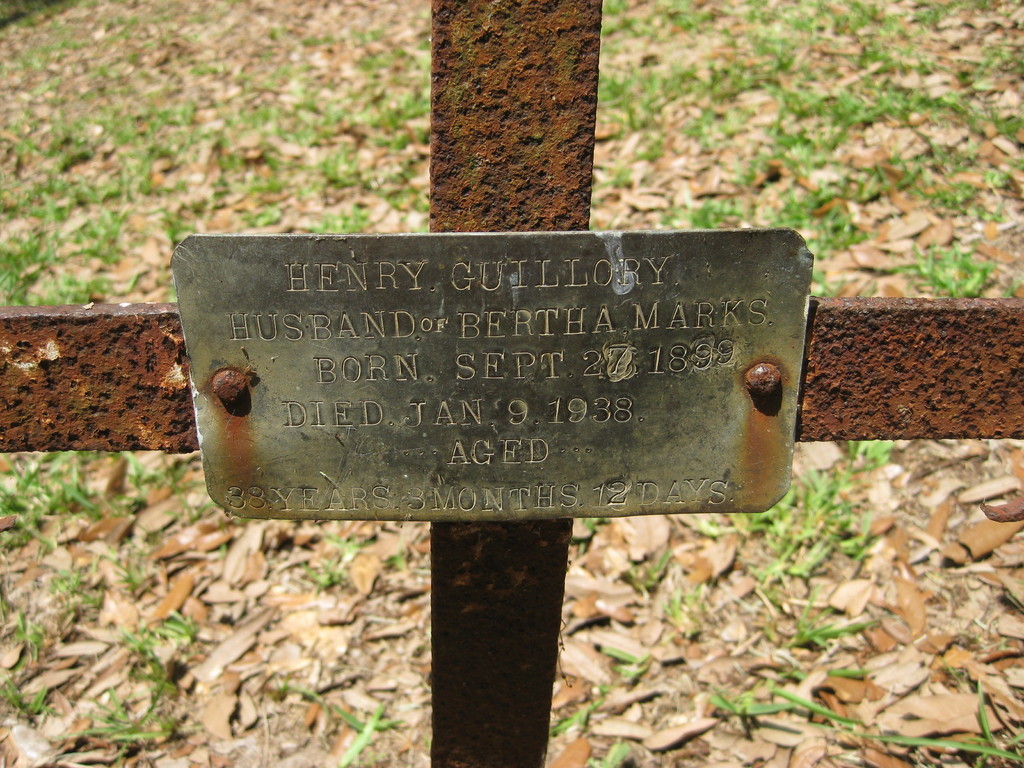 HENRY. GUILLORY.
HUSBAND OF BERTHA. MARKS.
BORN. SEPT. 27. 1899.
DIED. JAN. 9. 1938.
··· AGED ···
38. YEARS. 3 MONTHS. 12 DAYS.